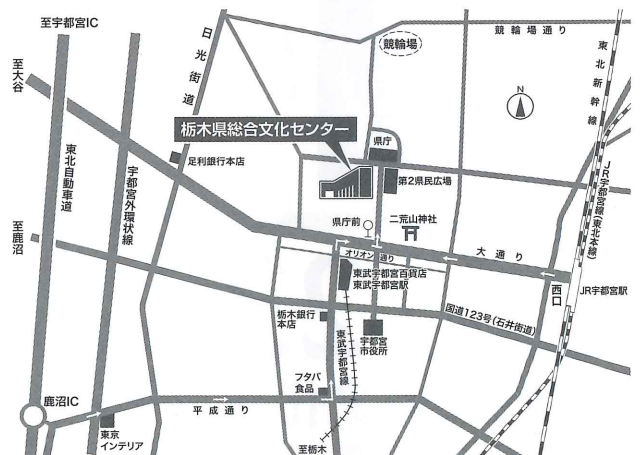 至宇都宮IC
日光街道
競輪場
競輪場通り
東北新幹線
至大谷
N
栃木県総合文化センター
県庁
足利銀行本店
東北自動車道
宇都宮外環状線
第2県民広場
JR宇都宮線(東北本線)
県庁前
二荒山神社
至鹿沼
大通り
オリオン通り
東武宇都宮百貨店
東武宇都宮駅
西口
JR宇都宮駅
栃木銀行
本店
国道123号(石井街道)
宇都宮
市役所
東武宇都宮線
フタバ
食品
鹿沼IC
平成通り
東京
インテリア
至栃木